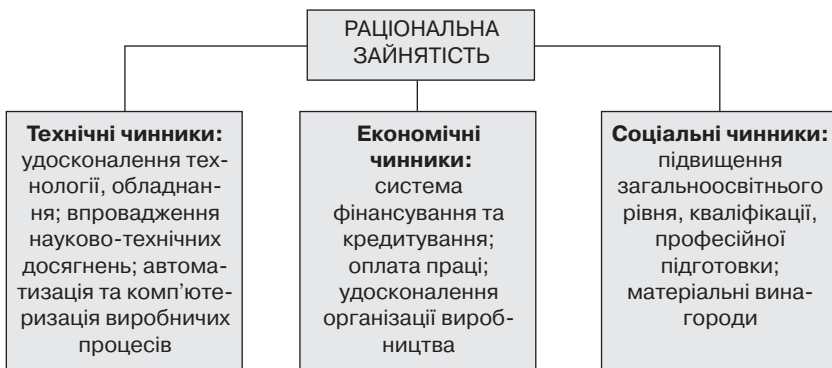 РАЦІОНАЛЬНА
ЗАЙНЯТІСТЬ
Технічні чинники:
удосконалення тех-
нології, обладнан-
ня; впровадження
науково-технічних
досягнень; автома-
тизація та комп’юте-
ризація виробничих
процесів
Економічні
чинники:
система
фінансування та
кредитування;
оплата праці;
удосконалення
організації вироб-
ництва
Соціальні чинники:
підвищення
загальноосвітнього
рівня, кваліфікації,
професійної
підготовки;
матеріальні вина-
городи